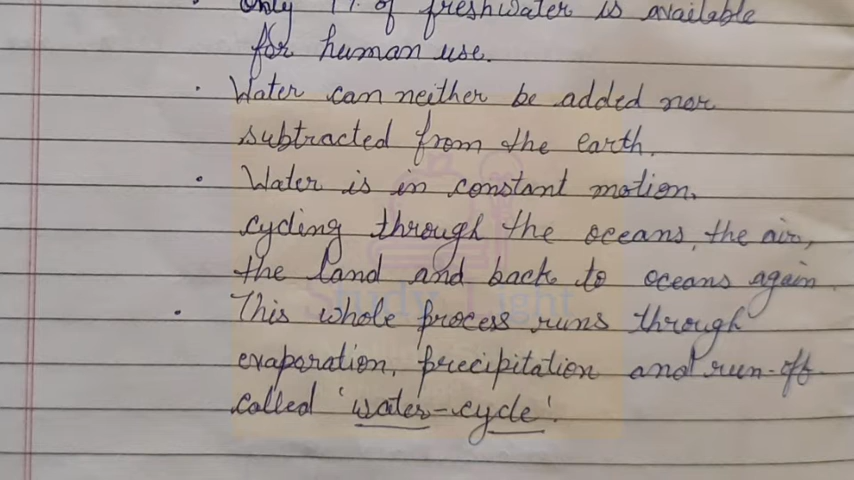 Only 1% of freshwater is available
for human use.
• Water can neither be added nor
subtracted from the earth.
• Water is in constant motion,
cycling through the oceans, the air,
the land and back to oceans again.
Study Light
• This whole process runs through
evaporation, precipitation and run-off
called 'water-cycle'.